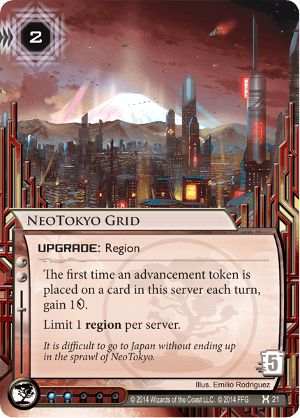 2
NEOTOKYO GRID
UPGRADE: Region
The first time an advancement token is
placed on a card in this server each turn,
gain 1.
Limit 1 region per server.
It is difficult to go to Japan without ending up
in the sprawl of NeoTokyo.
5
Illus. Emilio Rodriguez
© 2014 Wizards of the Coast LLC. © 2014 FFG
21